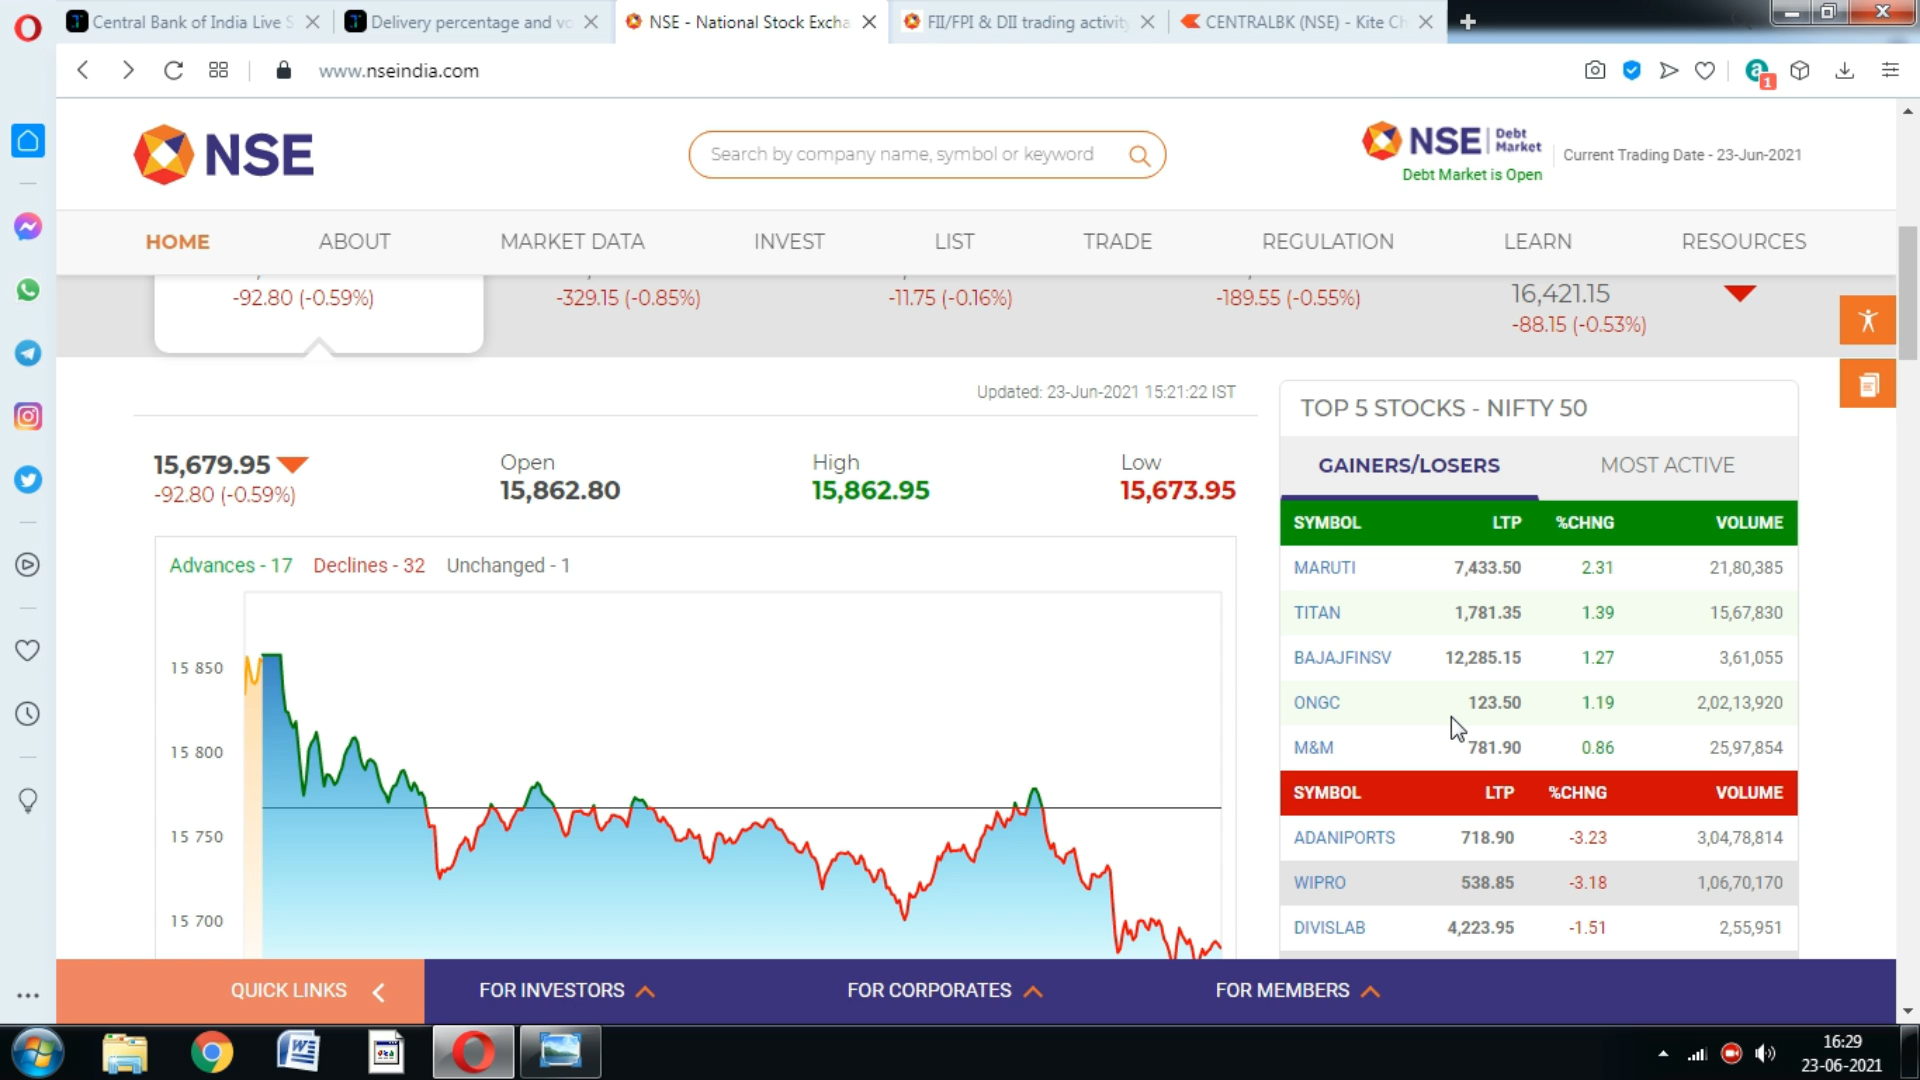 Central Bank of India Live S
Delivery percentage and vo
NSE - National Stock Excha
FII/FPI & DII trading activity
CENTRALBK (NSE) - Kite Ch
www.nseindia.com
1
NSE
Search by company name, symbol or keyword
NSE Debt Market
Debt Market is Open
Current Trading Date - 23-Jun-2021
HOME ABOUT MARKET DATA INVEST LIST TRADE REGULATION LEARN RESOURCES
-92.80 (-0.59%) -329.15 (-0.85%) -11.75 (-0.16%) -189.55 (-0.55%)
16,421.15
-88.15 (-0.53%)
Updated: 23-Jun-2021 15:21:22 IST
15,679.95
-92.80 (-0.59%)
Open
15,862.80
High
15,862.95
Low
15,673.95
Advances - 17 Declines - 32 Unchanged - 1
15 850
15 800
15 750
15 700
TOP 5 STOCKS - NIFTY 50
GAINERS/LOSERS MOST ACTIVE
SYMBOL LTP %CHNG VOLUME
MARUTI 7,433.50 2.31 21,80,385
TITAN 1,781.35 1.39 15,67,830
BAJAJFINSV 12,285.15 1.27 3,61,055
ONGC 123.50 1.19 2,02,13,920
M&M 781.90 0.86 25,97,854
SYMBOL LTP %CHNG VOLUME
ADANIPORTS 718.90 -3.23 3,04,78,814
WIPRO 538.85 -3.18 1,06,70,170
DIVISLAB 4,223.95 -1.51 2,55,951
QUICK LINKS FOR INVESTORS FOR CORPORATES FOR MEMBERS
16:29
23-06-2021